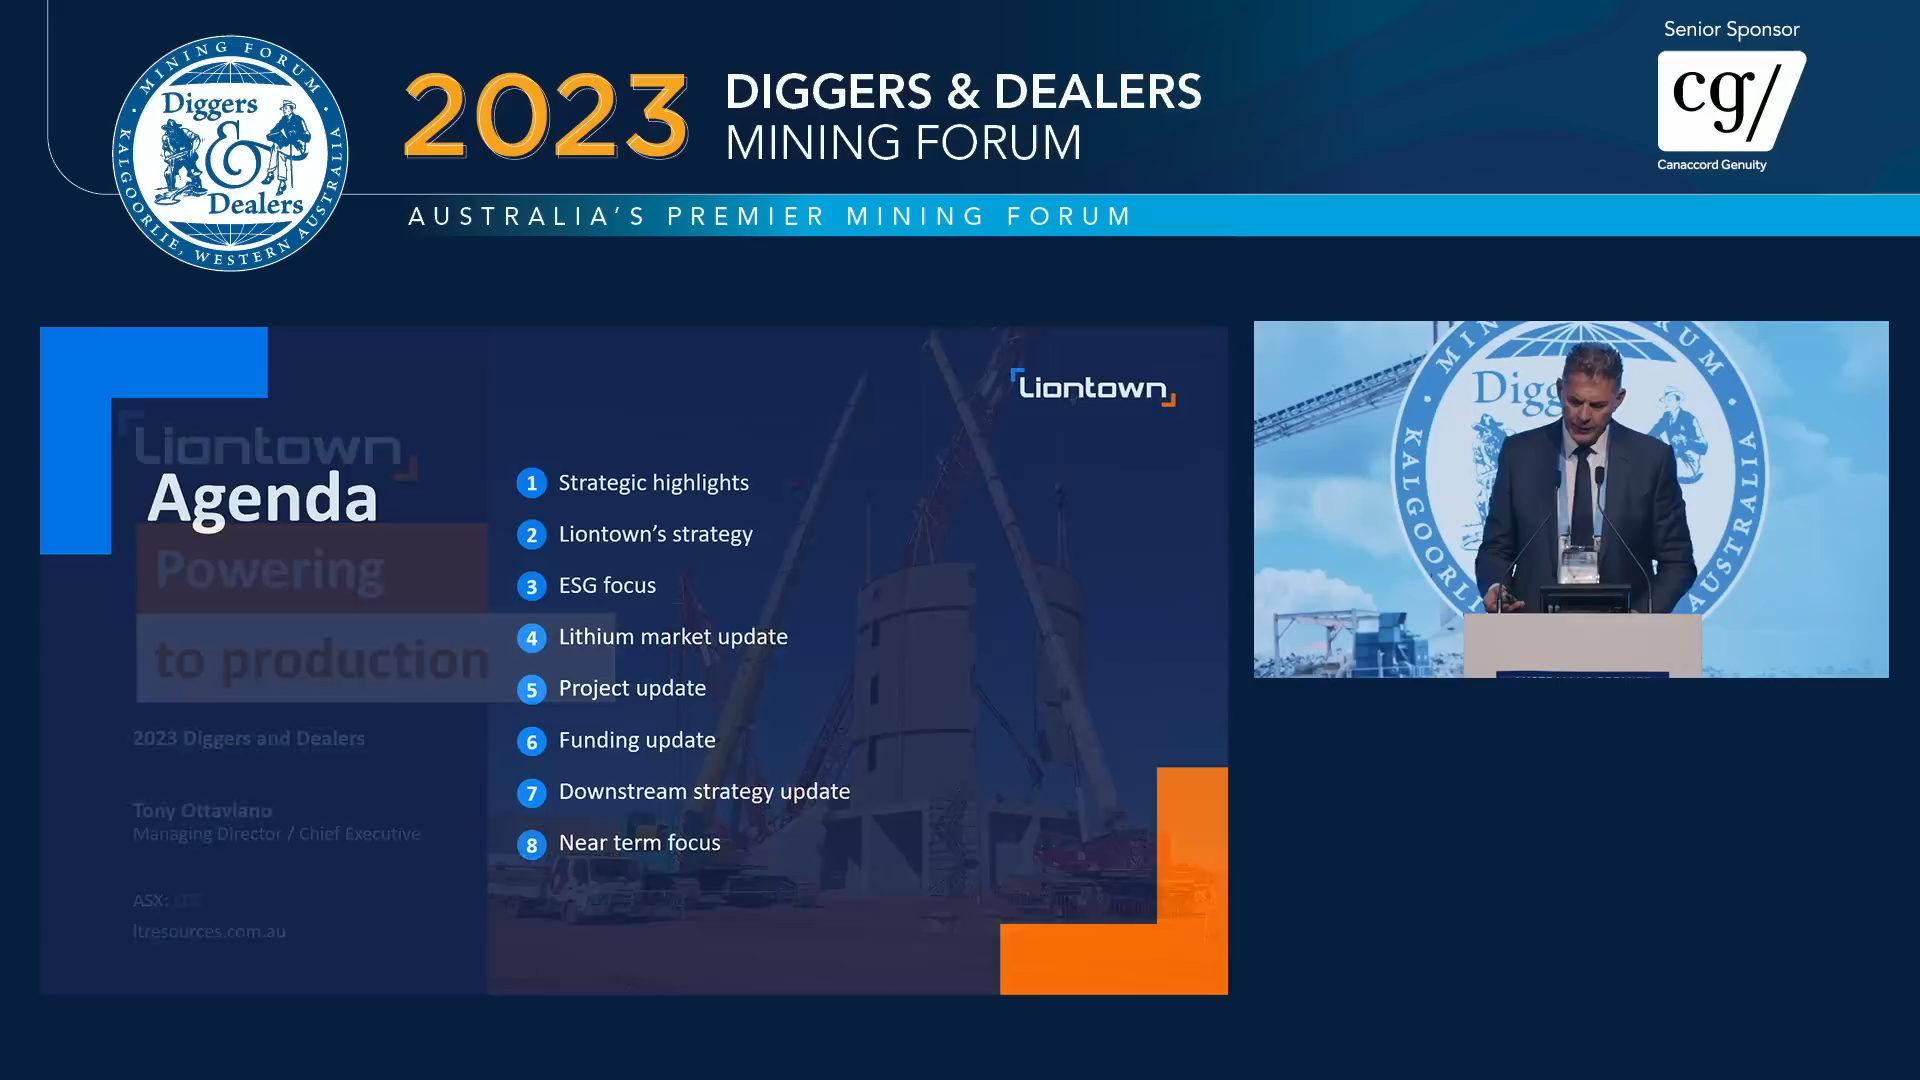 Senior Sponsor
cg/
Canaccord Genuity
MINING FORUM
KALGOORLIE, WESTERN AUSTRALIA
Diggers
&
Dealers
2023
DIGGERS & DEALERS
MINING FORUM
AUSTRALIA'S PREMIER MINING FORUM
Liontown
Liontown
Agenda
Powering
to production
2023 Diggers and Dealers
Tony Ottaviano
Managing Director / Chief Executive
ASX:
ltresources.com.au
1 Strategic highlights
2 Liontown's strategy
3 ESG focus
4 Lithium market update
5 Project update
6 Funding update
7 Downstream strategy update
8 Near term focus